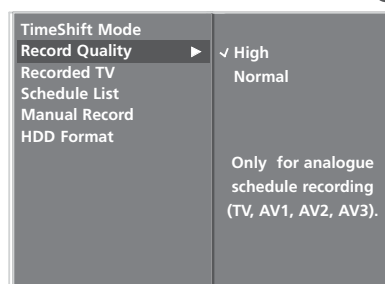 TimeShift Mode
Record Quality
Recorded TV
Schedule List
Manual Record
HDD Format
High
Normal
Only for analogue
schedule recording
(TV, AV1, AV2, AV3).